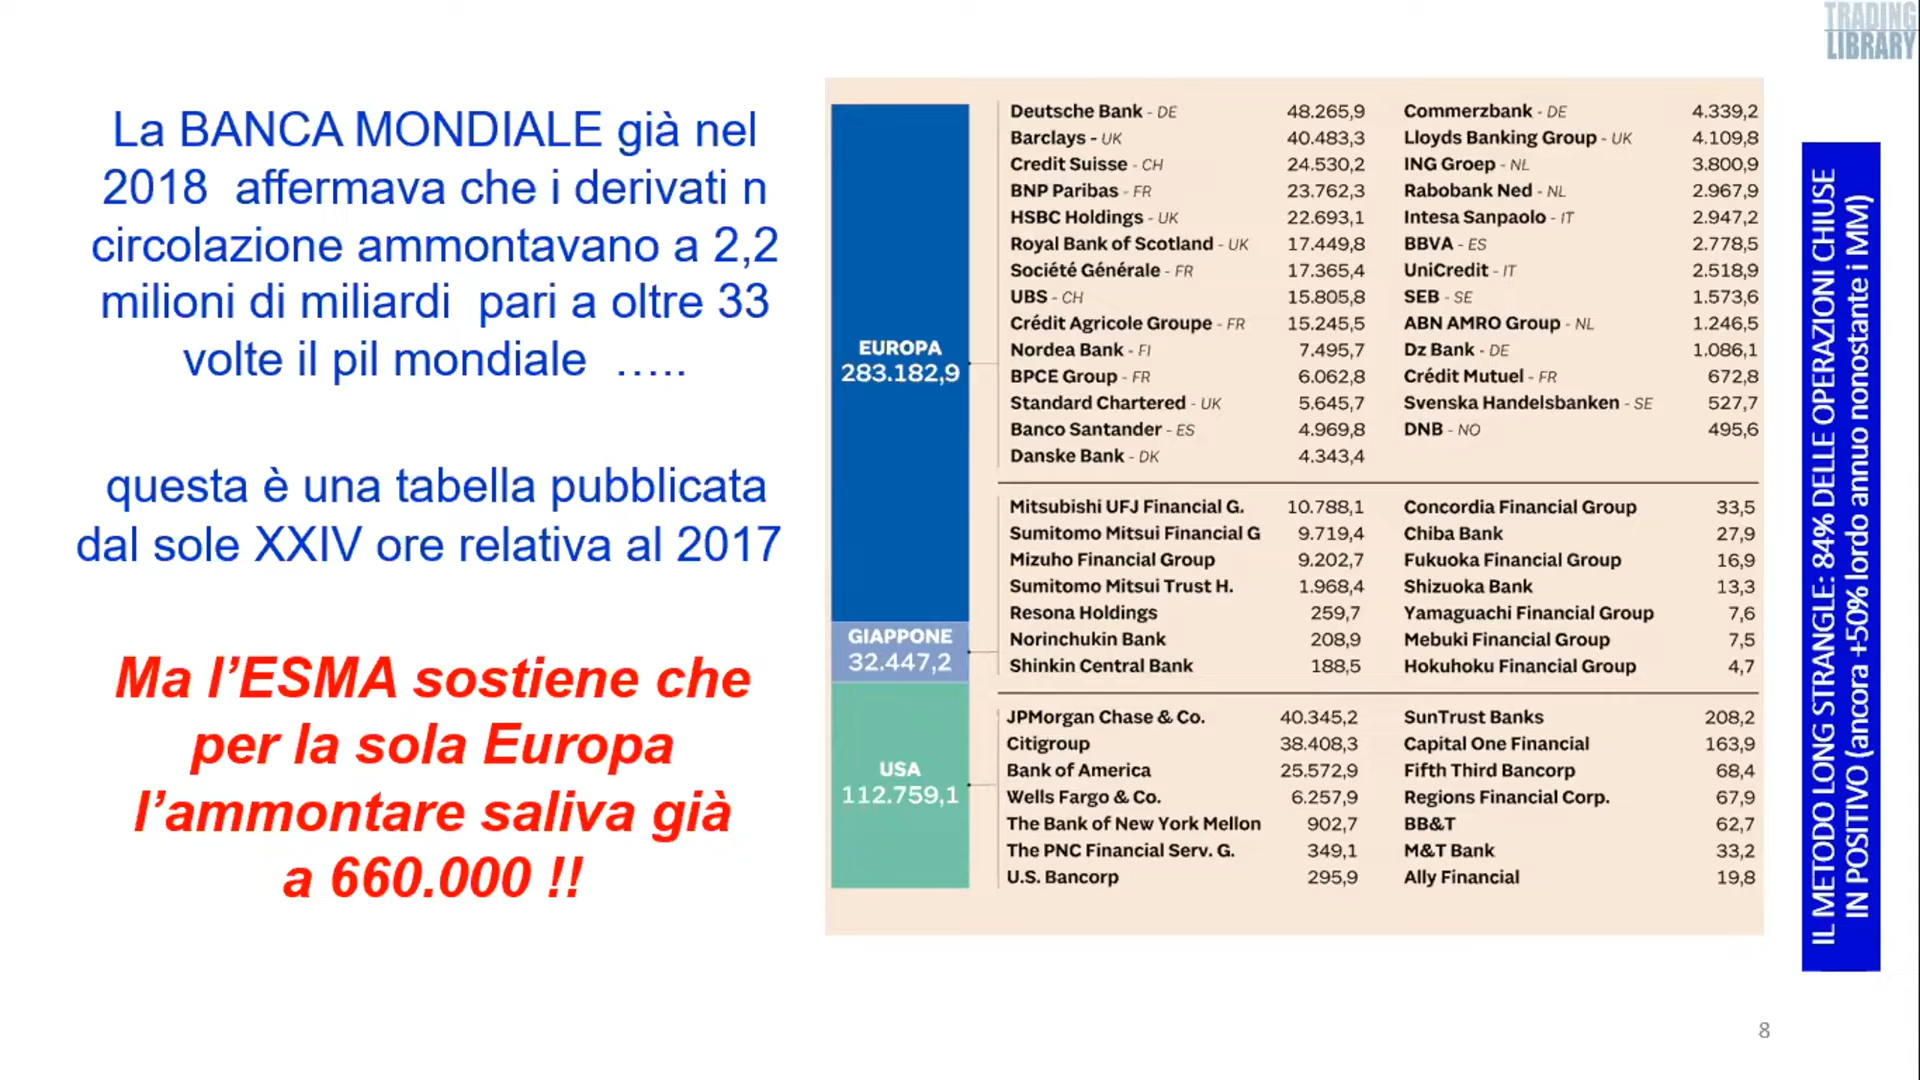 TRADING
LIBRARY
La BANCA MONDIALE già nel
2018 affermava che i derivati n
circolazione ammontavano a 2,2
milioni di miliardi pari a oltre 33
volte il pil mondiale …..
questa è una tabella pubblicata
dal sole XXIV ore relativa al 2017
Ma l’ESMA sostiene che
per la sola Europa
l’ammontare saliva già
a 660.000 !!
EUROPA
283.182,9
Deutsche Bank - DE 48.265,9 Commerzbank - DE 4.339,2
Barclays - UK 40.483,3 Lloyds Banking Group - UK 4.109,8
Credit Suisse - CH 24.530,2 ING Groep - NL 3.800,9
BNP Paribas - FR 23.762,3 Rabobank Ned - NL 2.967,9
HSBC Holdings - UK 22.693,1 Intesa Sanpaolo - IT 2.947,2
Royal Bank of Scotland - UK 17.449,8 BBVA - ES 2.778,5
Société Générale - FR 17.365,4 UniCredit - IT 2.518,9
UBS - CH 15.805,8 SEB - SE 1.573,6
Crédit Agricole Groupe - FR 15.245,5 ABN AMRO Group - NL 1.246,5
Nordea Bank - FI 7.495,7 Dz Bank - DE 1.086,1
BPCE Group - FR 6.062,8 Crédit Mutuel - FR 672,8
Standard Chartered - UK 5.645,7 Svenska Handelsbanken - SE 527,7
Banco Santander - ES 4.969,8 DNB - NO 495,6
Danske Bank - DK 4.343,4
GIAPPONE
32.447,2
Mitsubishi UFJ Financial G. 10.788,1 Concordia Financial Group 33,5
Sumitomo Mitsui Financial G 9.719,4 Chiba Bank 27,9
Mizuho Financial Group 9.202,7 Fukuoka Financial Group 16,9
Sumitomo Mitsui Trust H. 1.968,4 Shizuoka Bank 13,3
Resona Holdings 259,7 Yamaguchi Financial Group 7,6
Norinchukin Bank 208,9 Mebuki Financial Group 7,5
Shinkin Central Bank 188,5 Hokuhoku Financial Group 4,7
USA
112.759,1
JPMorgan Chase & Co. 40.345,2 SunTrust Banks 208,2
Citigroup 38.408,3 Capital One Financial 163,9
Bank of America 25.572,9 Fifth Third Bancorp 68,4
Wells Fargo & Co. 6.257,9 Regions Financial Corp. 67,9
The Bank of New York Mellon 902,7 BB&T 62,7
The PNC Financial Serv. G. 349,1 M&T Bank 33,2
U.S. Bancorp 295,9 Ally Financial 19,8
IL METODO LONG STRANGLE: 84% DELLE OPERAZIONI CHIUSE
IN POSITIVO (ancora +50% lordo annuo nonostante i MM)
8